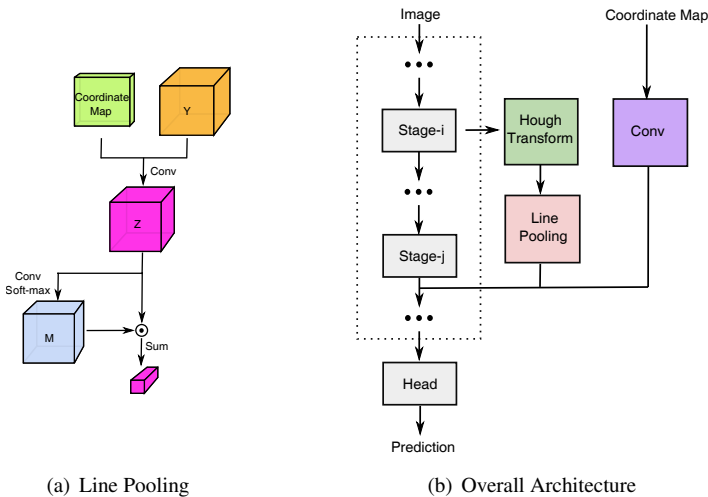 Coordinate
Map
Y
Conv
Z
Conv
Soft-max
M
Sum
(a) Line Pooling
Image
Coordinate Map
Stage-i
Hough
Transform
Conv
Line
Pooling
Stage-j
Head
Prediction
(b) Overall Architecture